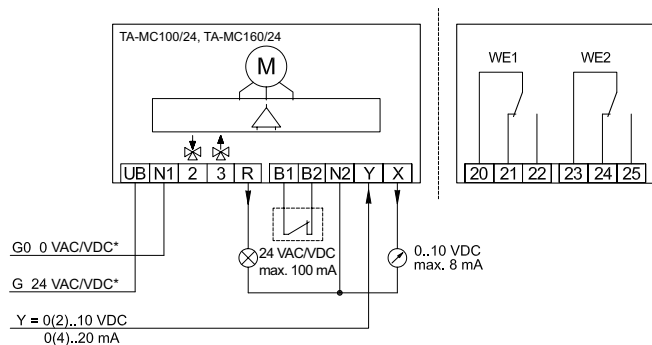 TA-MC100/24, TA-MC160/24
M
WE1 WE2
UB N1 2 3 R B1 B2 N2 Y X
20 21 22 23 24 25
G0 0 VAC/VDC*
24 VAC/VDC
max. 100 mA
0..10 VDC
max. 8 mA
G 24 VAC/VDC*
Y = 0(2)..10 VDC
0(4)..20 mA